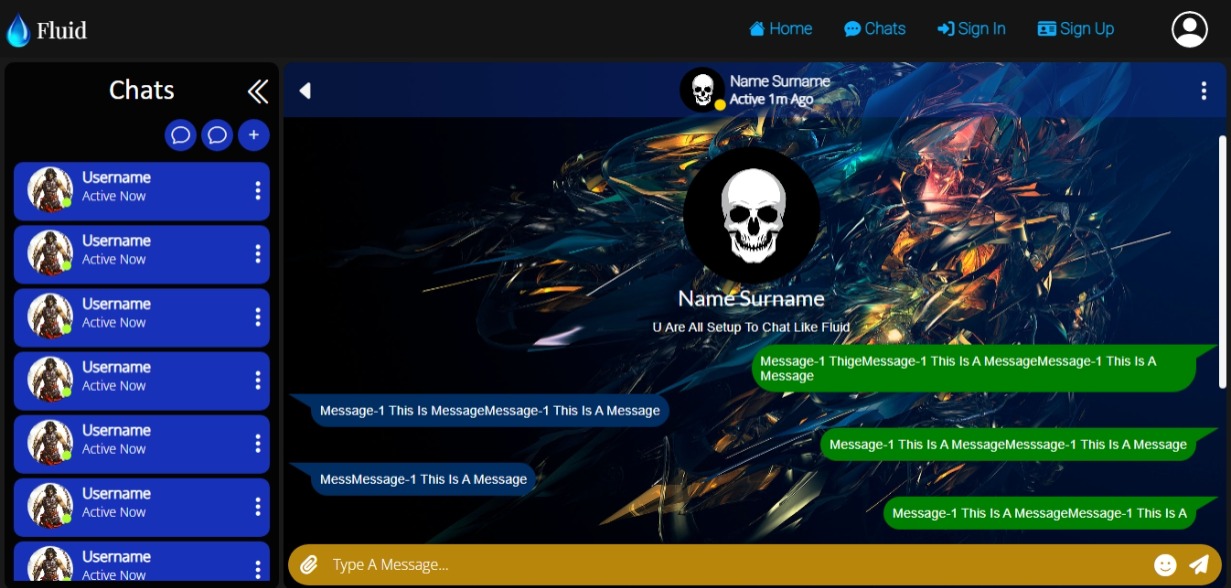 Fluid
Home
Chats
Sign In
Sign Up
Chats
Username
Active Now
Username
Active Now
Username
Active Now
Username
Active Now
Username
Active Now
Username
Active Now
Username
Active Now
Name Surname
Active 1m Ago
Name Surname
U Are All Setup To Chat Like Fluid
Message-1 ThigeMessage-1 This Is A MessageMessage-1 This Is A
Message
Message-1 This Is MessageMessage-1 This Is A Message
Message-1 This Is A MessageMesssage-1 This Is A Message
MessMessage-1 This Is A Message
Message-1 This Is A MessageMessage-1 This Is A
Type A Message...